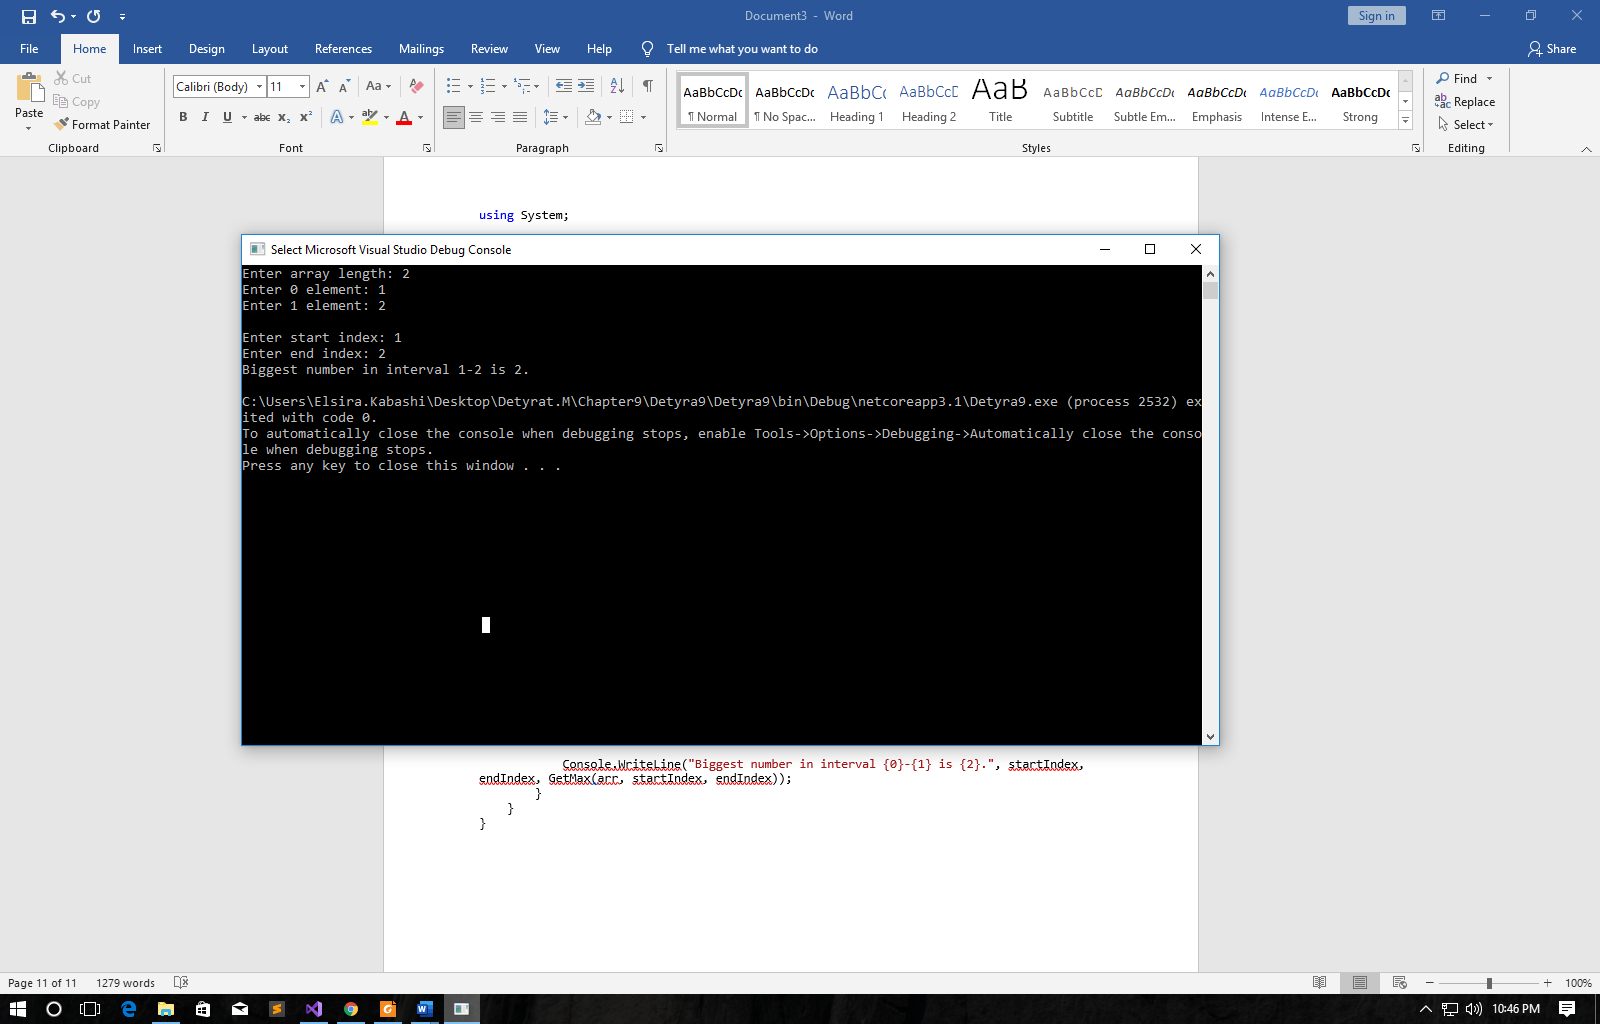 Document3 - Word
Sign in
File Home Insert Design Layout References Mailings Review View Help Tell me what you want to do Share
Paste
Cut
Copy
Format Painter
Clipboard
Calibri (Body) 11
Font
Paragraph
AaBbCcDc AaBbCcDc AaBbCc AaBbCcD AaB AaBbCcD AaBbCcDc AaBbCcDc AaBbCcDc AaBbCcDc
¶ Normal ¶ No Spac... Heading 1 Heading 2 Title Subtitle Subtle Em... Emphasis Intense E... Strong
Styles
Find
Replace
Select
Editing
using System;
Select Microsoft Visual Studio Debug Console
Enter array length: 2
Enter 0 element: 1
Enter 1 element: 2
Enter start index: 1
Enter end index: 2
Biggest number in interval 1-2 is 2.
C:\Users\Elsira.Kabashi\Desktop\Detyrat.M\Chapter9\Detyra9\Detyra9\bin\Debug\netcoreapp3.1\Detyra9.exe (process 2532) ex
ited with code 0.
To automatically close the console when debugging stops, enable Tools->Options->Debugging->Automatically close the conso
le when debugging stops.
Press any key to close this window . . .
Console.WriteLine("Biggest number in interval {0}-{1} is {2}.", startIndex,
endIndex, GetMax(arr, startIndex, endIndex));
}
}
}
Page 11 of 11 1279 words
100%
10:46 PM